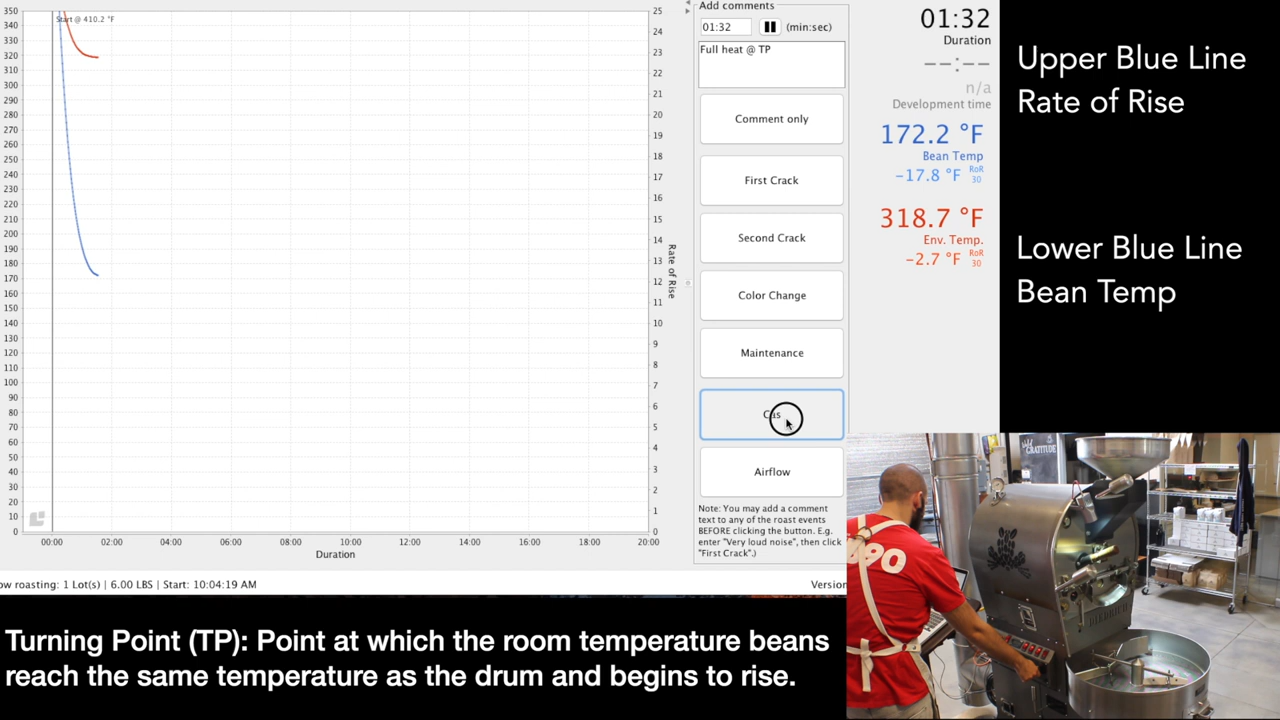 350
340
330
320
310
300
290
280
270
260
250
240
230
220
210
200
190
180
170
160
150
140
130
120
110
100
90
80
70
60
50
40
30
20
10
0
Start @ 410.2 °F
25
24
23
22
21
20
19
18
17
16
15
14
13
12
11
10
9
8
7
6
5
4
3
2
1
0
Rate of Rise
00:00 02:00 04:00 06:00 08:00 10:00 12:00 14:00 16:00 18:00 20:00
Duration
ow roasting: 1 Lot(s) | 6.00 LBS | Start: 10:04:19 AM
Version
Add comments
01:32 (min:sec)
Full heat @ TP
Comment only
First Crack
Second Crack
Color Change
Maintenance
Airflow
Note: You may add a comment
text to any of the roast events
BEFORE clicking the button. E.g.
enter "Very loud noise", then click
"First Crack".)
01:32
Duration
--:--
n/a
Development time
172.2 °F
Bean Temp
-17.8 °F RoR
30
318.7 °F
Env. Temp.
-2.7 °F RoR
30
Upper Blue Line
Rate of Rise
Lower Blue Line
Bean Temp
GRATITUDE
Turning Point (TP): Point at which the room temperature beans
reach the same temperature as the drum and begins to rise.